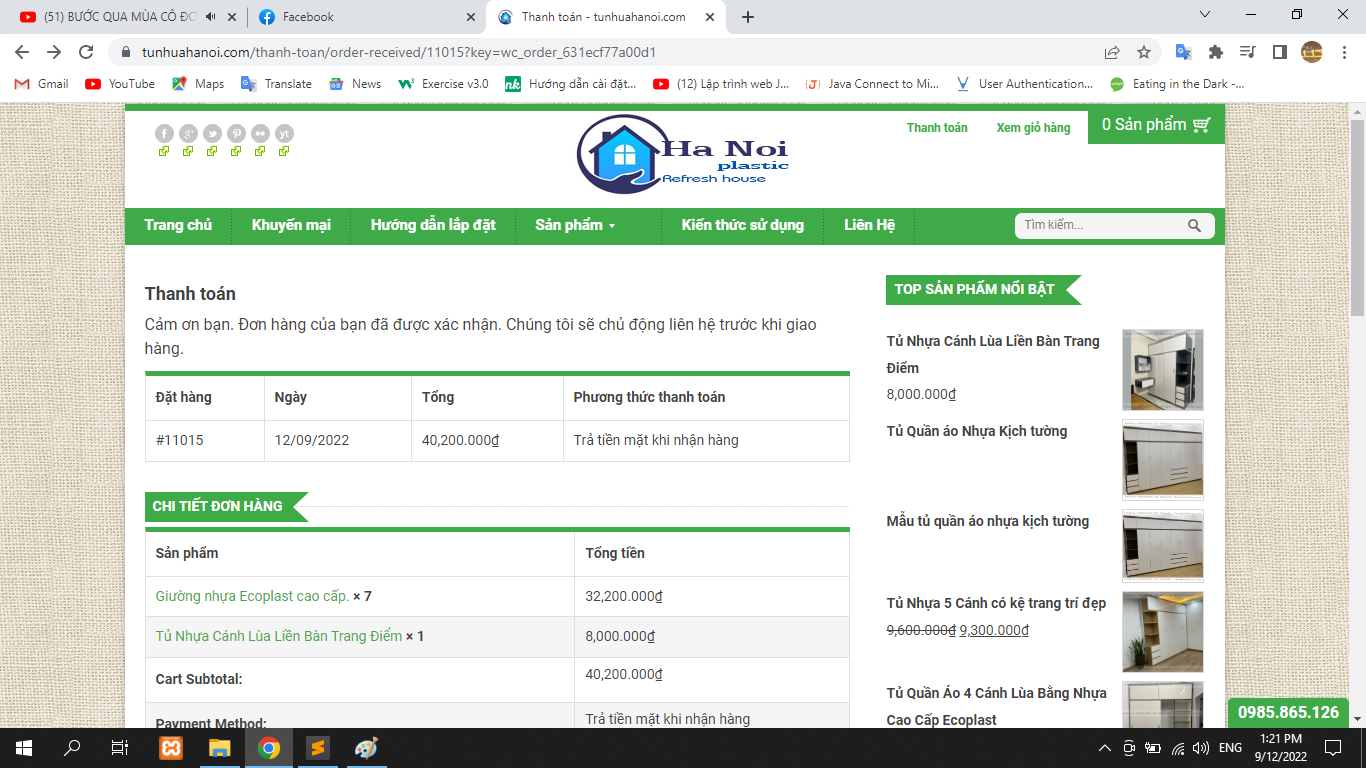 (51) BƯỚC QUA MÙA CÔ ĐƠ
Facebook
Thanh toán - tunhuahanoi.com
tunhuahanoi.com/thanh-toan/order-received/11015?key=wc_order_631ecf77a00d1
Gmail
YouTube
Maps
Translate
News
Exercise v3.0
Hướng dẫn cài đặt...
(12) Lập trình web J...
Java Connect to Mi...
User Authentication...
Eating in the Dark -...
Ha Noi
plastic
Refresh house
Thanh toán
Xem giỏ hàng
0 Sản phẩm
Trang chủ
Khuyến mại
Hướng dẫn lắp đặt
Sản phẩm
Kiến thức sử dụng
Liên Hệ
Tìm kiếm...
Thanh toán
Cảm ơn bạn. Đơn hàng của bạn đã được xác nhận. Chúng tôi sẽ chủ động liên hệ trước khi giao
hàng.
Đặt hàng Ngày Tổng Phương thức thanh toán
#11015 12/09/2022 40,200.000₫ Trả tiền mặt khi nhận hàng
CHI TIẾT ĐƠN HÀNG
Sản phẩm Tổng tiền
Giường nhựa Ecoplast cao cấp. × 7 32,200.000₫
Tủ Nhựa Cánh Lùa Liền Bàn Trang Điểm × 1 8,000.000₫
Cart Subtotal: 40,200.000₫
Payment Method: Trả tiền mặt khi nhận hàng
TOP SẢN PHẨM NỔI BẬT
Tủ Nhựa Cánh Lùa Liền Bàn Trang
Điểm
8,000.000₫
Tủ Quần áo Nhựa Kịch tường
Mẫu tủ quần áo nhựa kịch tường
Tủ Nhựa 5 Cánh có kệ trang trí đẹp
9,600.000₫ 9,300.000₫
Tủ Quần Áo 4 Cánh Lùa Bằng Nhựa
Cao Cấp Ecoplast
0985.865.126
ENG
1:21 PM
9/12/2022